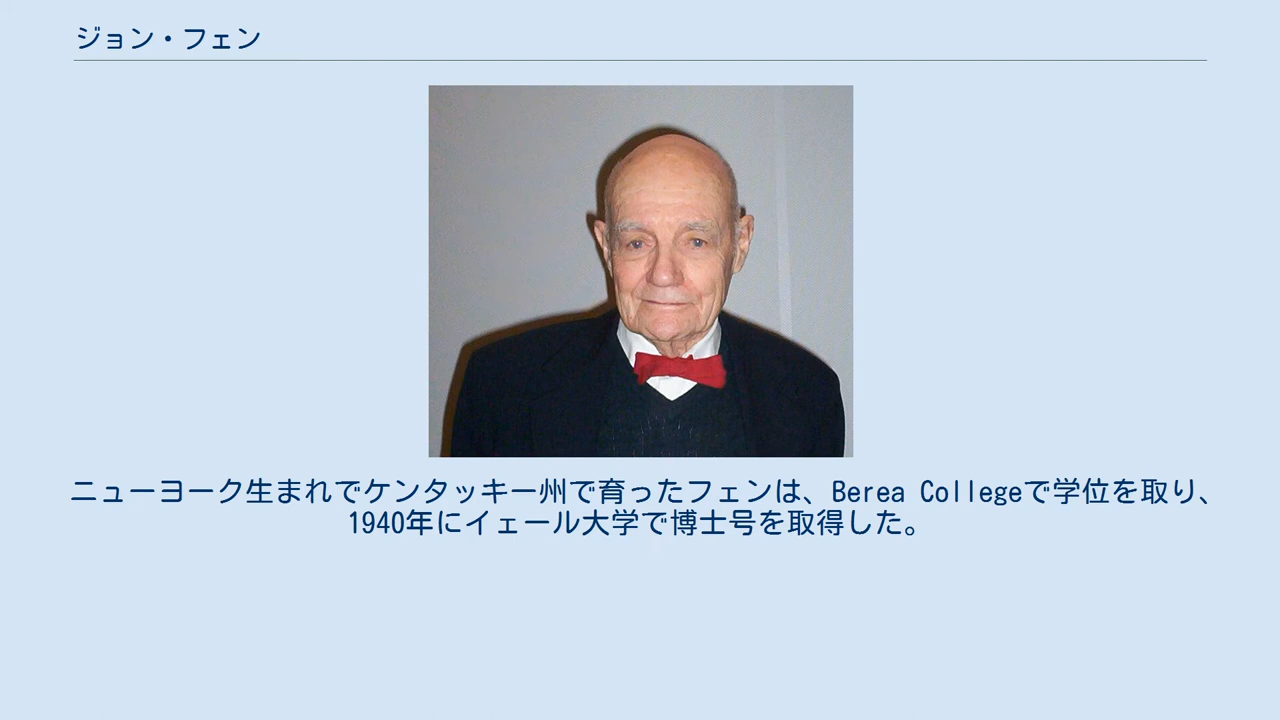 ジョン・フェン
ニューヨーク生まれでケンタッキー州で育ったフェンは、Berea Collegeで学位を取り、
1940年にイェール大学で博士号を取得した。